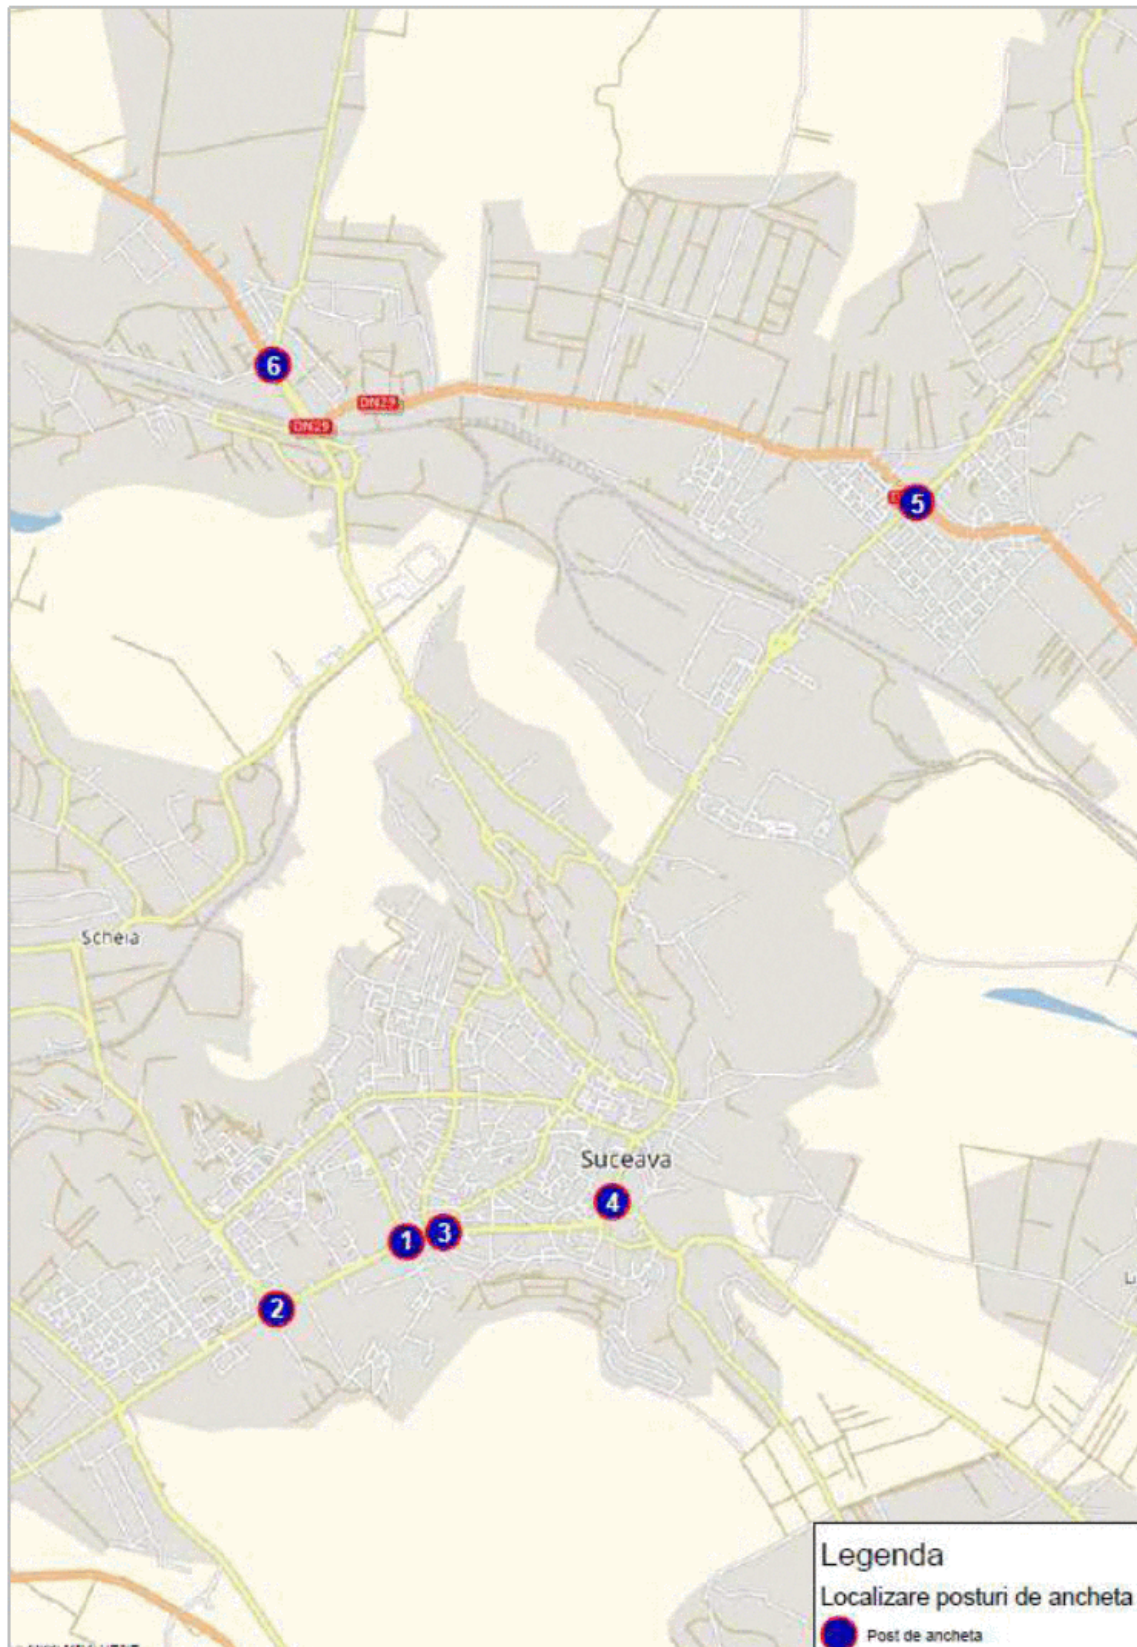 6
DN29
DN29
5
Scheia
Suceava
4
3
1
2
Legenda
Localizare posturi de ancheta
Post de ancheta